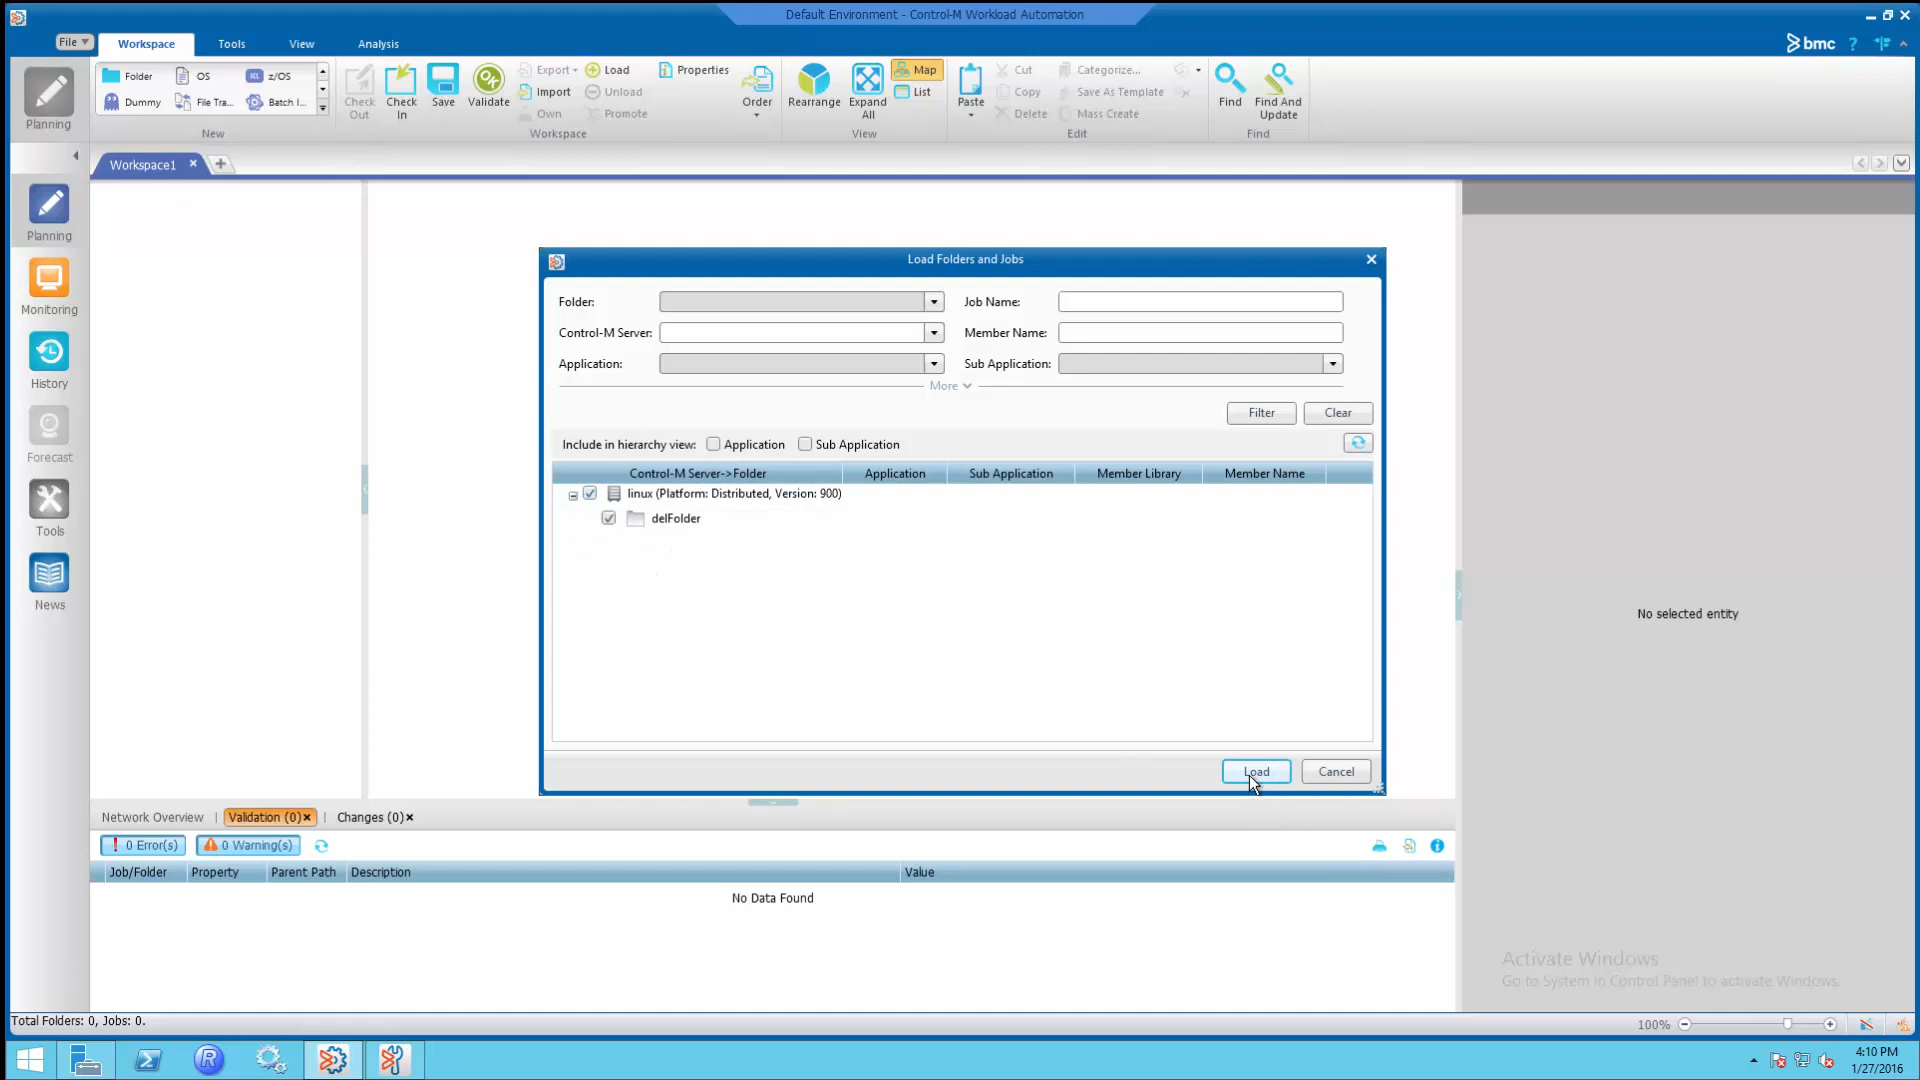 Default Environment - Control-M Workload Automation
File
Workspace
Tools
View
Analysis
bmc
?
Planning
Folder
OS
z/OS
Dummy
File Tra...
Batch I...
New
Check Out
Check In
Save
OK
Validate
Export
Import
Own
Load
Unload
Promote
Properties
Order
Workspace
Rearrange
Expand All
Map
List
View
Paste
Cut
Copy
Delete
Categorize...
Save As Template
Mass Create
Edit
Find
Find And Update
Find
Workspace1
Planning
Monitoring
History
Forecast
Tools
News
Load Folders and Jobs
Folder:
Job Name:
Control-M Server:
Member Name:
Application:
Sub Application:
More
Filter
Clear
Include in hierarchy view:
Application
Sub Application
Control-M Server->Folder
Application
Sub Application
Member Library
Member Name
linux (Platform: Distributed, Version: 900)
delFolder
Load
Cancel
No selected entity
Network Overview
Validation (0)
Changes (0)
0 Error(s)
0 Warning(s)
Job/Folder
Property
Parent Path
Description
Value
No Data Found
Activate Windows
Go to System in Control Panel to activate Windows.
Total Folders: 0, Jobs: 0.
100%
4:10 PM
1/27/2016